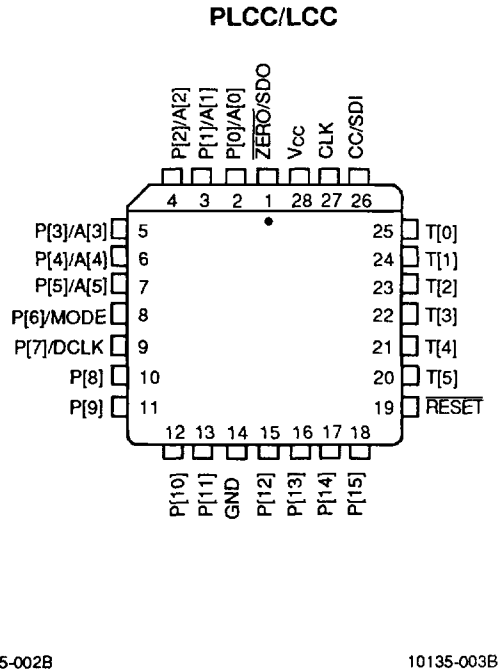 PLCC/LCC
P[2]/A[2]
P[1]/A[1]
P[0]/A[0]
ZERO/SDO
Vcc
CLK
CC/SDI
4 3 2 1 28 27 26
P[3]/A[3] 5 25 T[0]
P[4]/A[4] 6 24 T[1]
P[5]/A[5] 7 23 T[2]
P[6]/MODE 8 22 T[3]
P[7]/DCLK 9 21 T[4]
P[8] 10 20 T[5]
P[9] 11 19 RESET
12 13 14 15 16 17 18
P[10]
P[11]
GND
P[12]
P[13]
P[14]
P[15]
5-002B 10135-003B